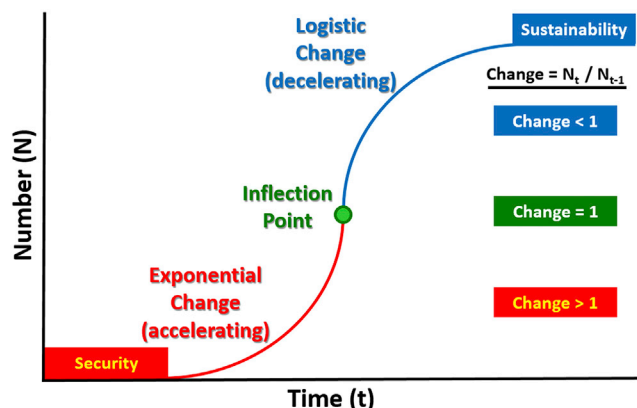 Logistic
Change
(decelerating)
Sustainability
Change = Nt / Nt-1
Change < 1
Inflection
Point
Change = 1
Exponential
Change
(accelerating)
Change > 1
Security
Number (N)
Time (t)